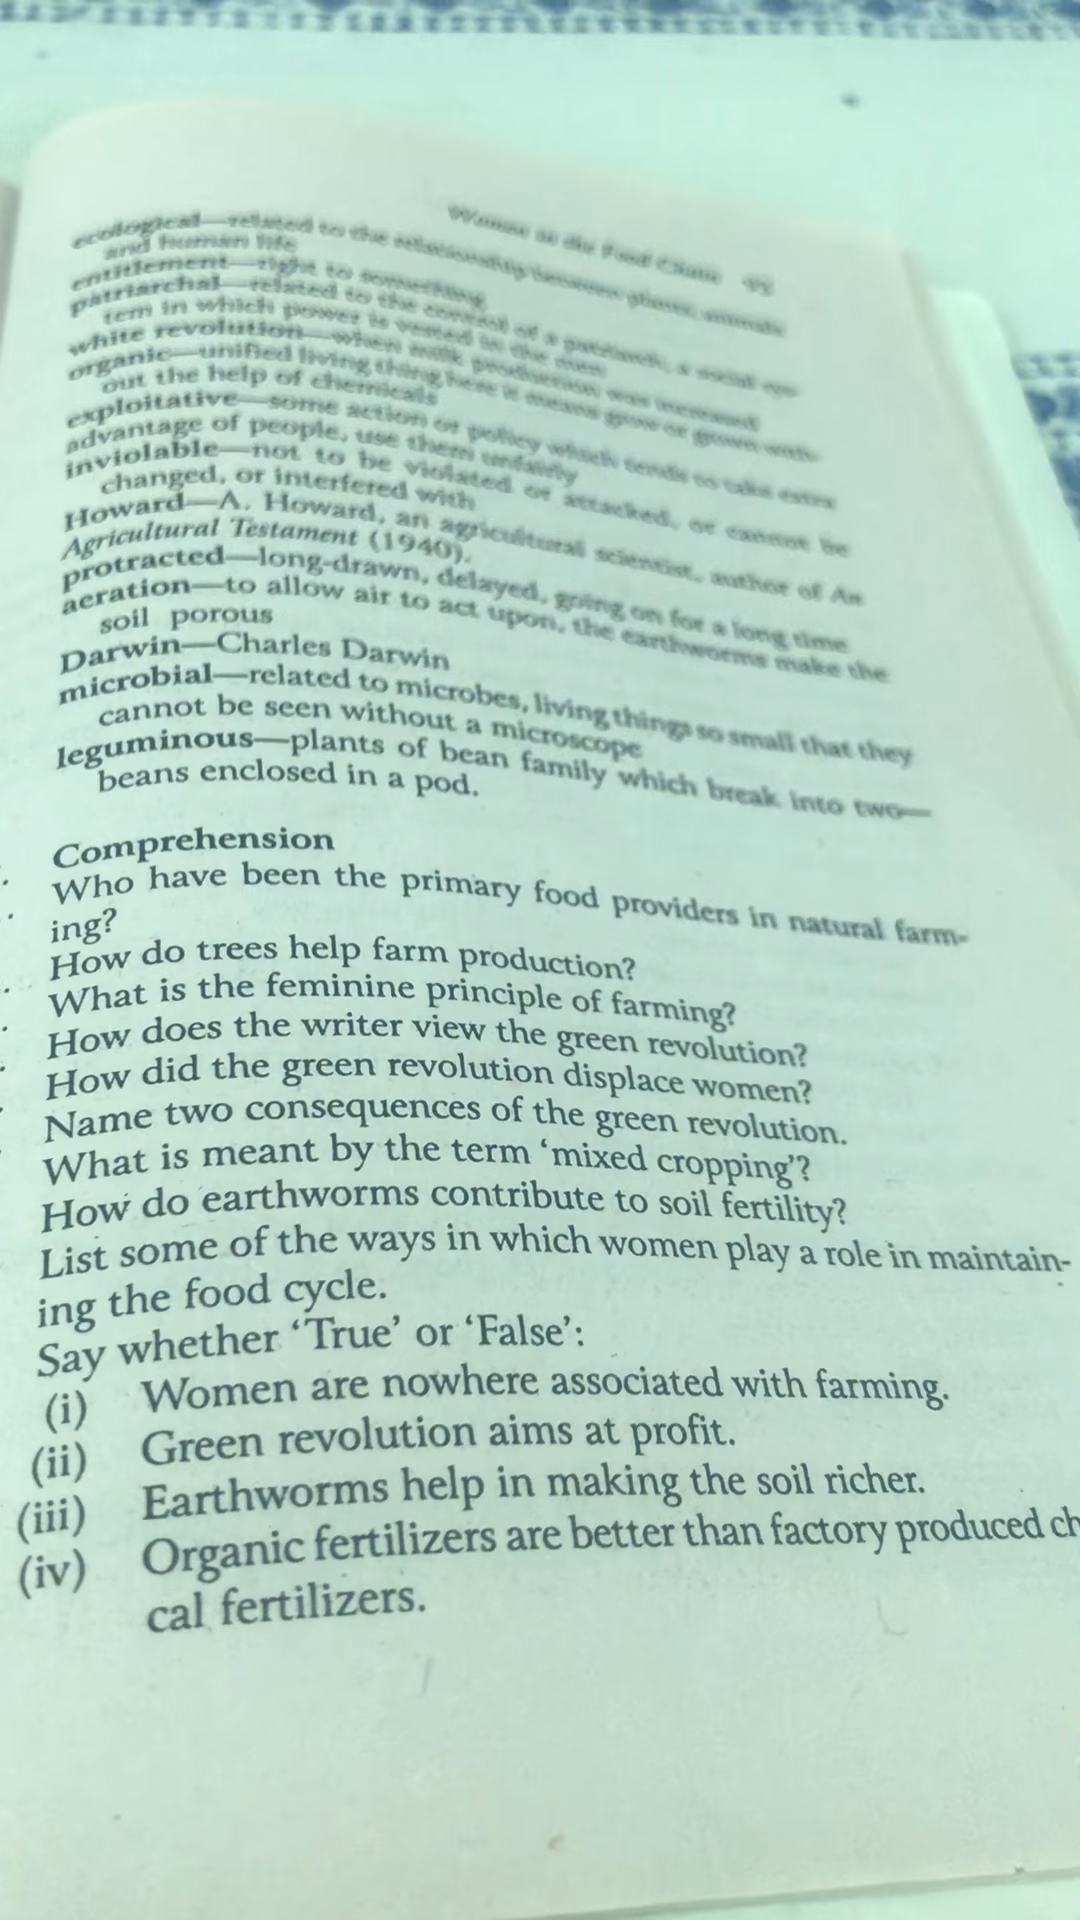 Women in the Food Chain
ecological—related to the relationship between plants, animals
and human life
entitlement—right to something
patriarchal—related to the control of a patriarch, a social sys-
tem in which power is vested in the men
white revolution—when milk production was increased
organic—unified living thing here it means grow or grown with-
out the help of chemicals
exploitative—some action or policy which tends to take extra
advantage of people, use them unfairly
inviolable—not to be violated or attacked, or cannot be
changed, or interfered with
Howard—A. Howard, an agricultural scientist, author of An
Agricultural Testament (1940).
protracted—long-drawn, delayed, going on for a long time
aeration—to allow air to act upon, the earthworms make the
soil porous
Darwin—Charles Darwin
microbial—related to microbes, living things so small that they
cannot be seen without a microscope
leguminous—plants of bean family which break into two—
beans enclosed in a pod.
Comprehension
Who have been the primary food providers in natural farm-
ing?
How do trees help farm production?
What is the feminine principle of farming?
How does the writer view the green revolution?
How did the green revolution displace women?
Name two consequences of the green revolution.
What is meant by the term ‘mixed cropping’?
How do earthworms contribute to soil fertility?
List some of the ways in which women play a role in maintain-
ing the food cycle.
Say whether ‘True’ or ‘False’:
(i) Women are nowhere associated with farming.
(ii) Green revolution aims at profit.
(iii) Earthworms help in making the soil richer.
(iv) Organic fertilizers are better than factory produced ch
cal fertilizers.